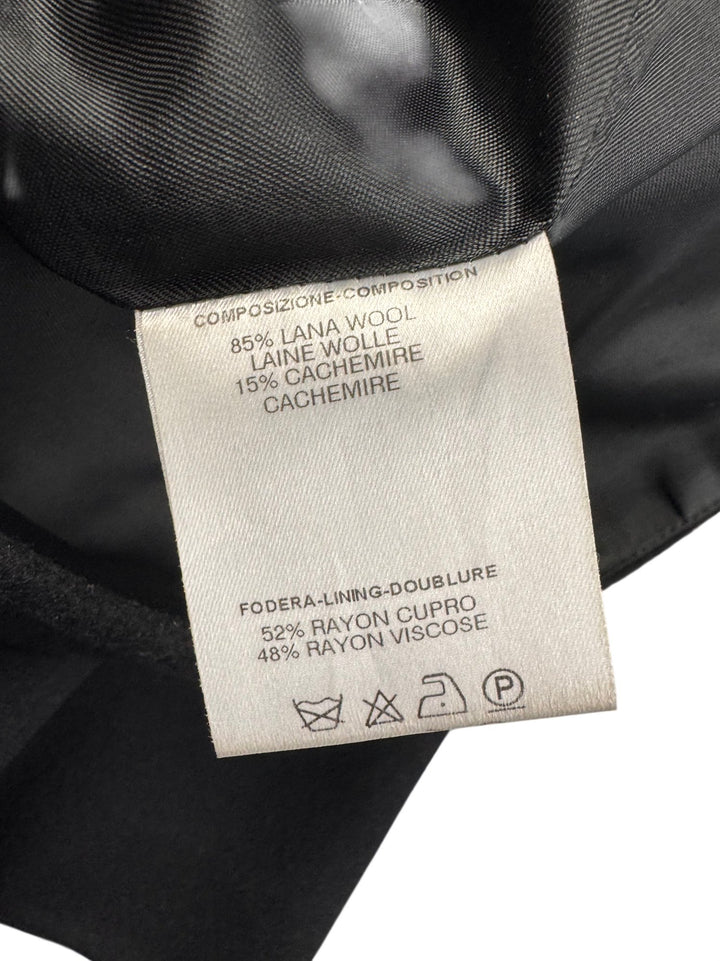 COMPOSIZIONE-COMPOSITION
85% LANA WOOL
LAINE WOLLE
15% CACHEMIRE
CACHEMIRE
FODERA-LINING-DOUBLURE
52% RAYON CUPRO
48% RAYON VISCOSE
P